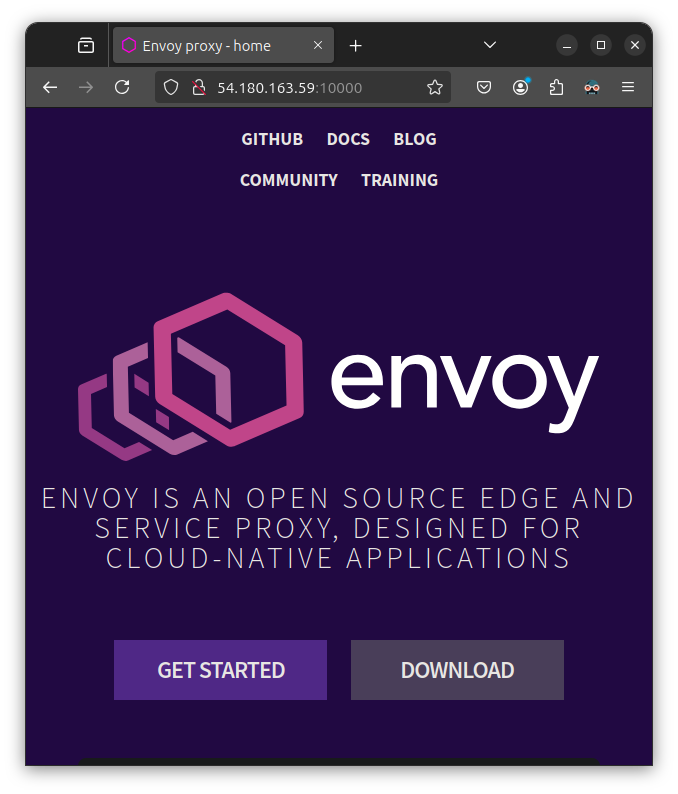 Envoy proxy - home
54.180.163.59:10000
GITHUB DOCS BLOG
COMMUNITY TRAINING
envoy
ENVOY IS AN OPEN SOURCE EDGE AND
SERVICE PROXY, DESIGNED FOR
CLOUD-NATIVE APPLICATIONS
GET STARTED DOWNLOAD